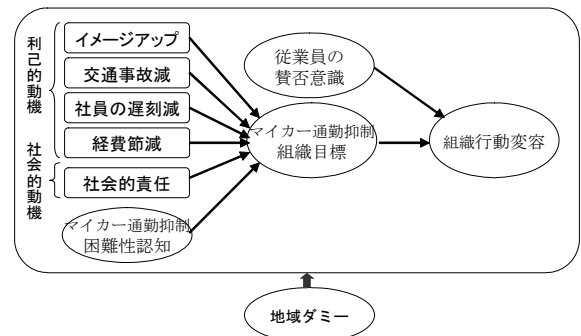 利己的動機
社会的動機
イメージアップ
交通事故減
社員の遅刻減
経費節減
社会的責任
マイカー通勤抑制
困難性認知
従業員の
賛否意識
マイカー通勤抑制
組織目標
組織行動変容
地域ダミー